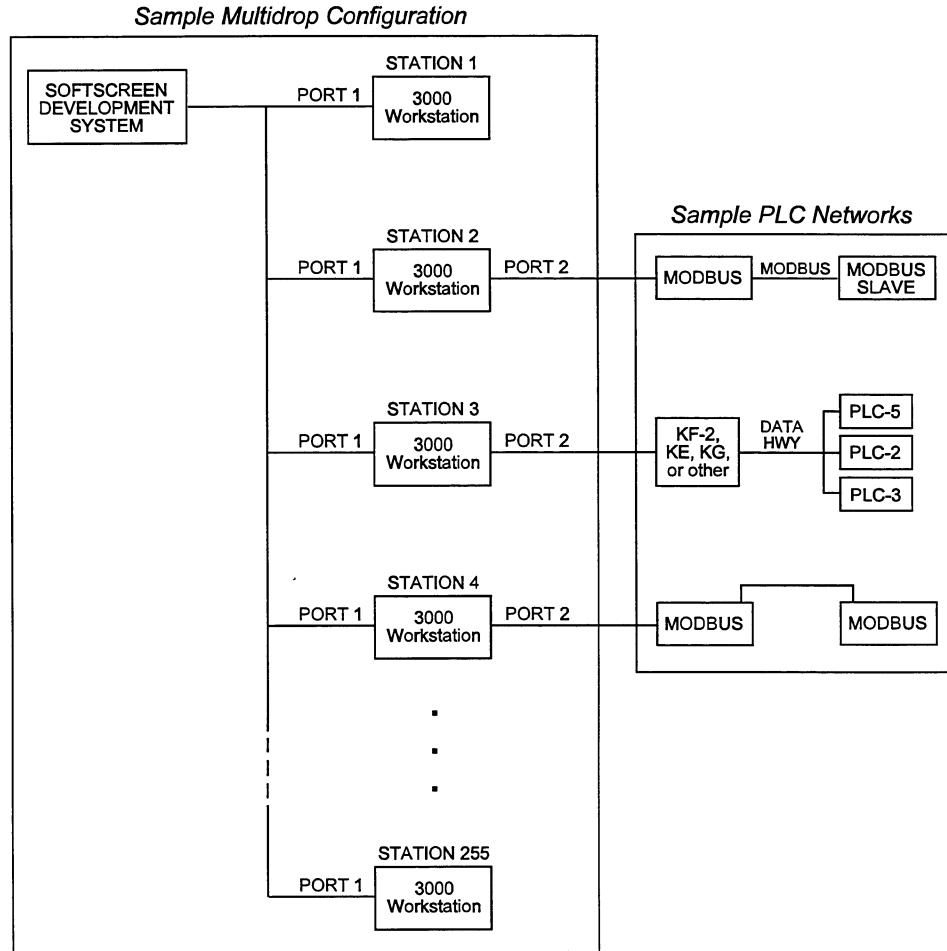 Sample Multidrop Configuration
SOFTSCREEN
DEVELOPMENT
SYSTEM
STATION 1
PORT 1
3000
Workstation
STATION 2
PORT 1
3000
Workstation
PORT 2
Sample PLC Networks
MODBUS
MODBUS
MODBUS
SLAVE
STATION 3
PORT 1
3000
Workstation
PORT 2
KF-2,
KE, KG,
or other
DATA
HWY
PLC-5
PLC-2
PLC-3
STATION 4
PORT 1
3000
Workstation
PORT 2
MODBUS
MODBUS
STATION 255
PORT 1
3000
Workstation